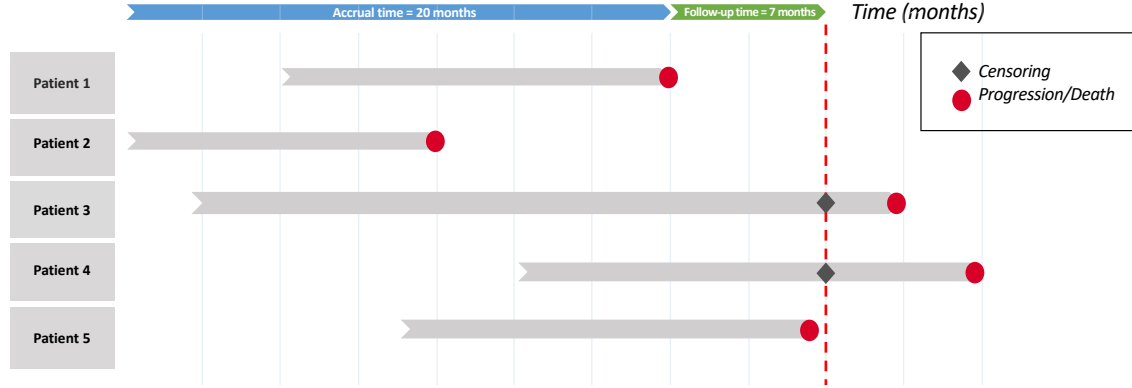 Accrual time = 20 months
Follow-up time = 7 months
Time (months)
Patient 1
Patient 2
Patient 3
Patient 4
Patient 5
Censoring
Progression/Death